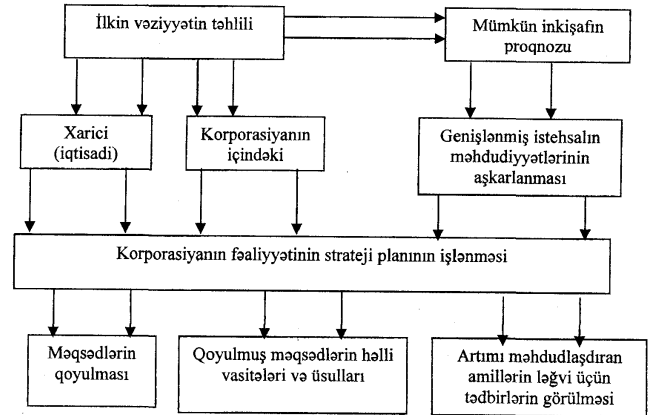 İlkin vəziyyətin təhlili
Mümkün inkişafın
proqnozu
Xarici
(iqtisadi)
Korporasiyanın
içindəki
Genişlənmiş istehsalın
məhdudiyyətlərinin
aşkarlanması
Korporasiyanın fəaliyyətinin strateji planının işlənməsi
Məqsədlərin
qoyulması
Qoyulmuş məqsədlərin həlli
vasitələri və üsulları
Artımı məhdudlaşdıran
amillərin ləğvi üçün
tədbirlərin görülməsi